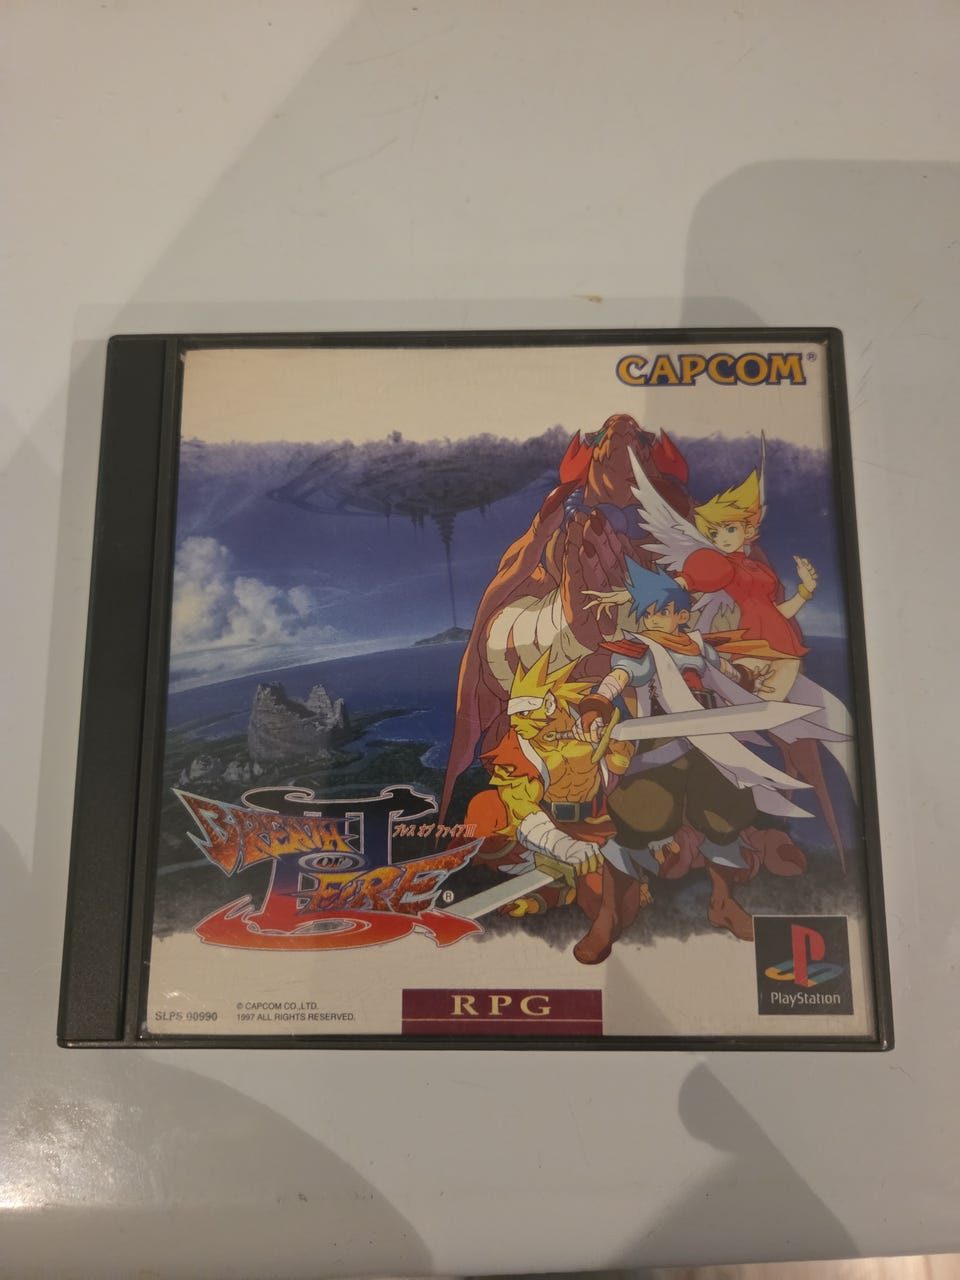 CAPCOM®
BREATH
OF
FIRE®
III
ブレス オブ ファイアIII
PlayStation
RPG
© CAPCOM CO.,LTD.
1997 ALL RIGHTS RESERVED.
SLPS 00990